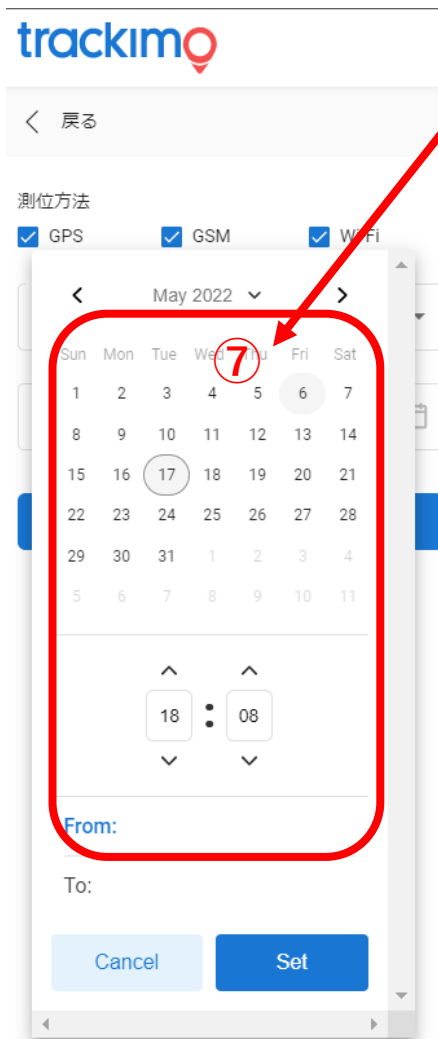 trackimo
戻る
測位方法
GPS GSM Wi-Fi
May 2022
Sun Mon Tue Wed Thu Fri Sat
⑦
1 2 3 4 5 6 7
8 9 10 11 12 13 14
15 16 17 18 19 20 21
22 23 24 25 26 27 28
29 30 31 1 2 3 4
5 6 7 8 9 10 11
18 : 08
From:
To:
Cancel Set